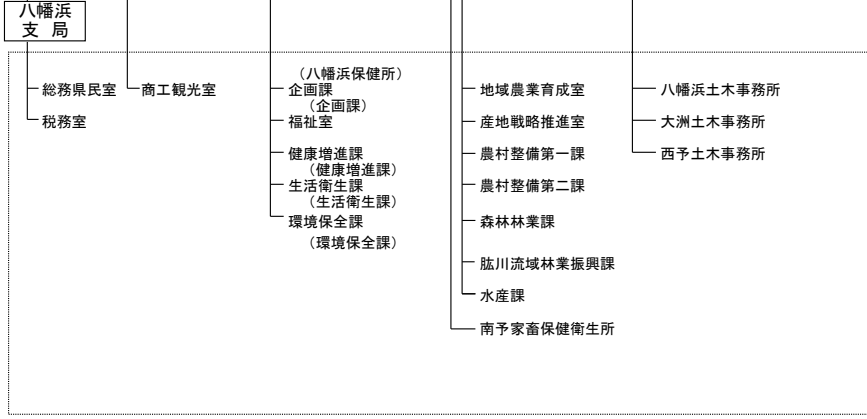 八幡浜
支 局
総務県民室
税務室
商工観光室
（八幡浜保健所）
企画課
（企画課）
福祉室
健康増進課
（健康増進課）
生活衛生課
（生活衛生課）
環境保全課
（環境保全課）
地域農業育成室
産地戦略推進室
農村整備第一課
農村整備第二課
森林林業課
肱川流域林業振興課
水産課
南予家畜保健衛生所
八幡浜土木事務所
大洲土木事務所
西予土木事務所